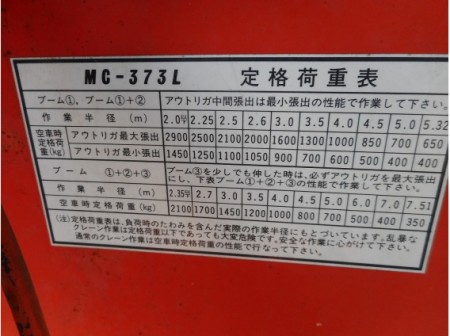 MC-373L 定格荷重表
ブーム①、ブーム①+② アウトリガ中間張出は最小張出の性能で作業して下さい。
作業半径 (m) 2.0以下 2.25 2.5 2.6 3.0 3.5 4.0 4.5 5.0 5.32
空車時定格荷重(kg) アウトリガ最大張出 2900 2500 2100 2000 1600 1300 1000 850 700 650
アウトリガ最小張出 1450 1250 1100 1050 900 700 600 500 400 400
ブーム ①+②+③ ブーム③を少しでも伸した時は、必ずアウトリガを最大張出
にし、下表ブーム①+②+③の性能で作業して下さい。
作業半径 (m) 2.35以下 2.7 3.0 3.5 4.0 4.5 5.0 6.0 7.0 7.51
空車時定格荷重(kg) 2100 1700 1450 1200 1000 800 700 500 400 350
(注)定格荷重表は、負荷時のたわみを含んだ実際の作業半径にもとづいています。乱暴な
クレーン作業は定格荷重以下であっても大変危険です。安全な作業に心がけて下さい。
通常のクレーン作業は空車時定格荷重の性能で行なって下さい。